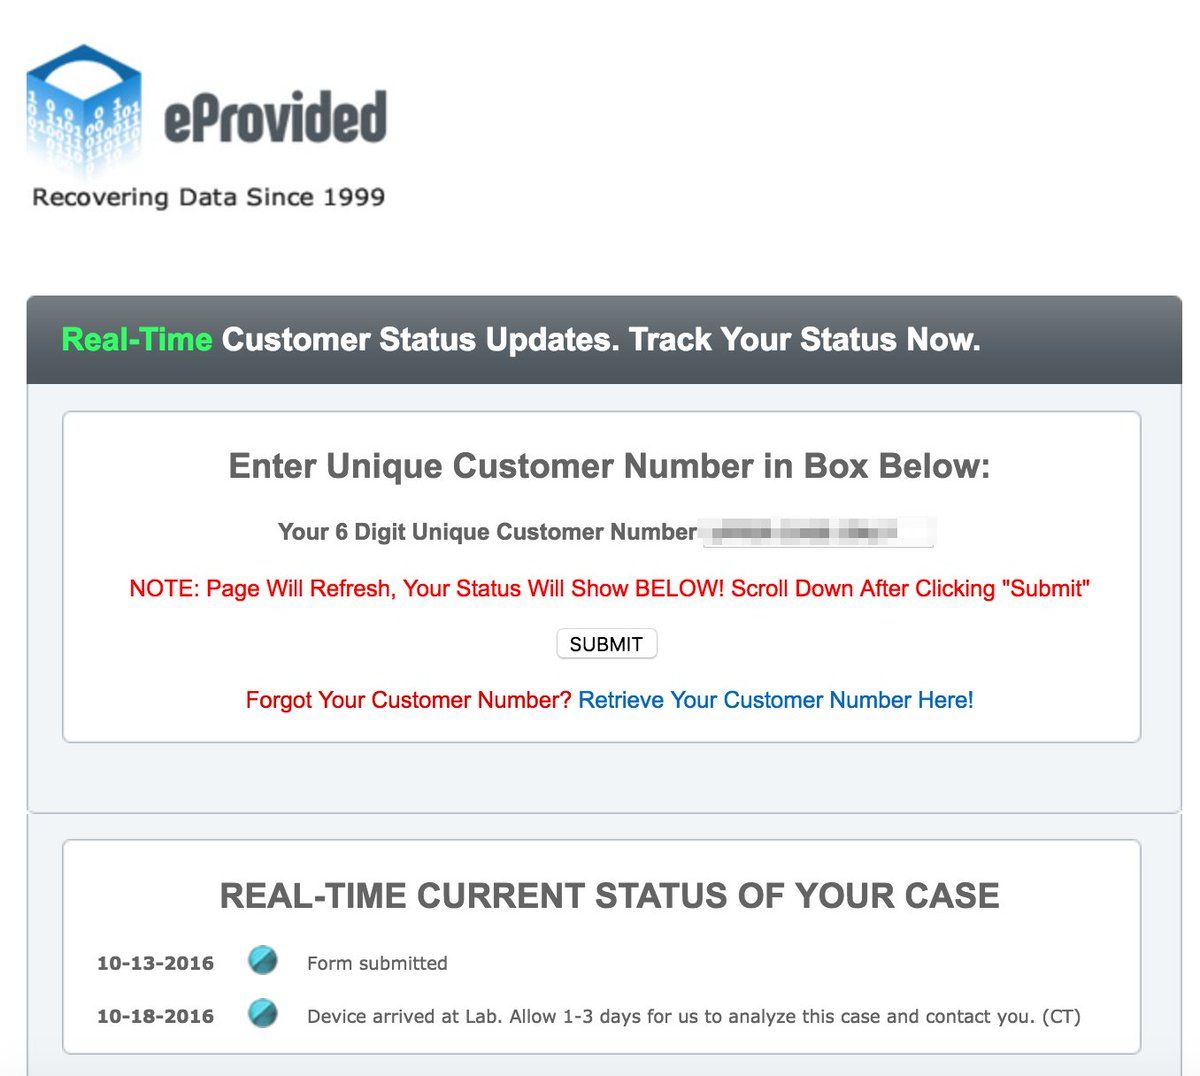 eProvided
Recovering Data Since 1999
Real-Time Customer Status Updates. Track Your Status Now.
Enter Unique Customer Number in Box Below:
Your 6 Digit Unique Customer Number
NOTE: Page Will Refresh, Your Status Will Show BELOW! Scroll Down After Clicking "Submit"
SUBMIT
Forgot Your Customer Number? Retrieve Your Customer Number Here!
REAL-TIME CURRENT STATUS OF YOUR CASE
10-13-2016 Form submitted
10-18-2016 Device arrived at Lab. Allow 1-3 days for us to analyze this case and contact you. (CT)